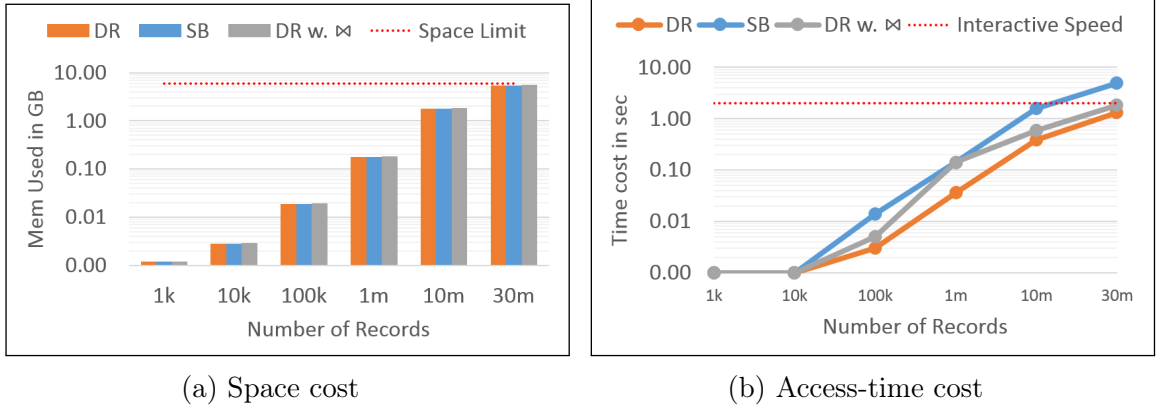 DR SB DR w. ⋈ Space Limit
10.00
1.00
0.10
0.01
0.00
Mem Used in GB
1k 10k 100k 1m 10m 30m
Number of Records
(a) Space cost
DR SB DR w. ⋈ Interactive Speed
10.00
1.00
0.10
0.01
0.00
Time cost in sec
1k 10k 100k 1m 10m 30m
Number of Records
(b) Access-time cost